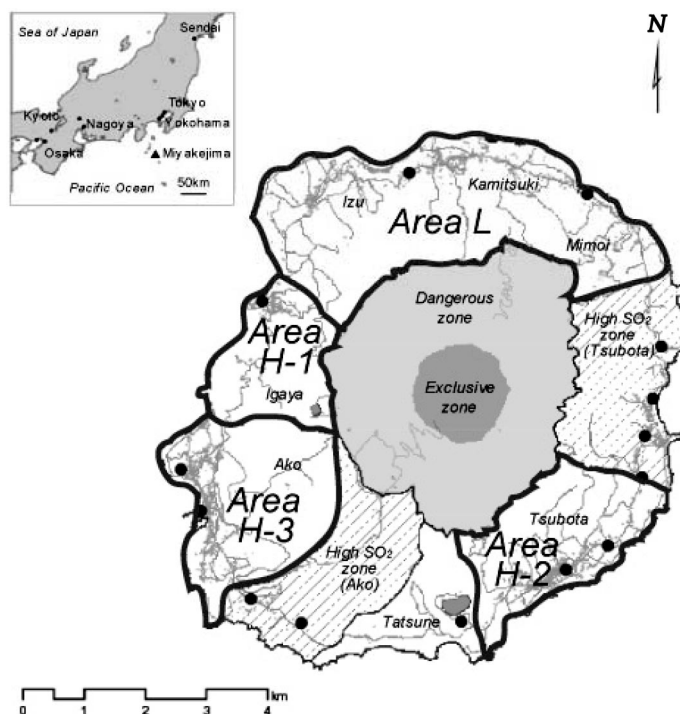 Sea of Japan
Sendai
Tokyo
Kyoto
Nagoya
Yokohama
Osaka
Miyakejima
Pacific Ocean
50km
N
Izu
Kamitsuki
Area L
Mimoi
Dangerous
zone
High SO₂
zone
(Tsubota)
Area
H-1
Igaya
Exclusive
zone
Ako
Area
H-3
High SO₂
zone
(Ako)
Tsubota
Area
H-2
Tatsune
km
0 1 2 3 4